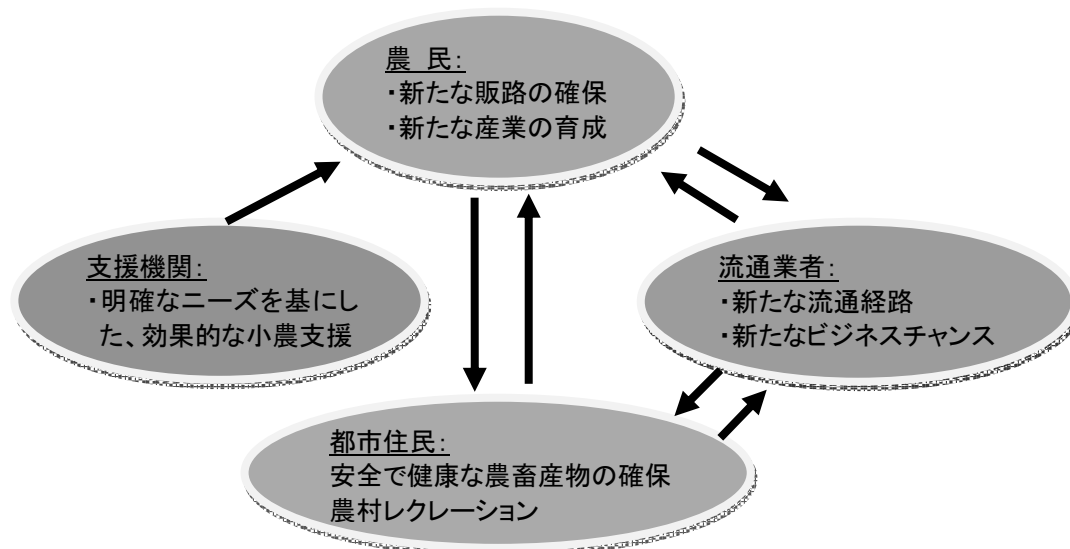 農 民:
・新たな販路の確保
・新たな産業の育成
支援機関:
・明確なニーズを基にし
た、効果的な小農支援
流通業者:
・新たな流通経路
・新たなビジネスチャンス
都市住民:
安全で健康な農畜産物の確保
農村レクレーション